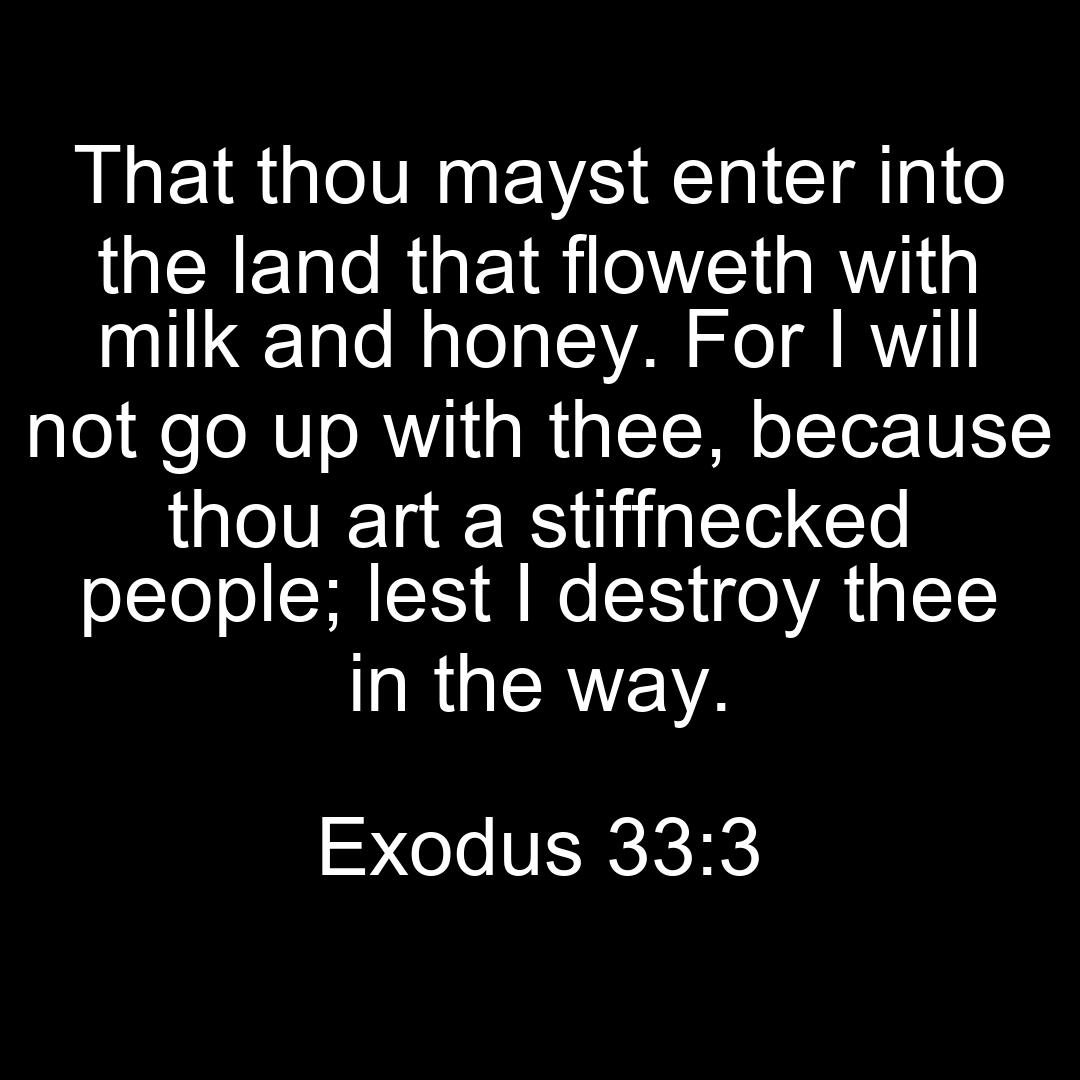 That thou mayst enter into
the land that floweth with
milk and honey. For I will
not go up with thee, because
thou art a stiffnecked
people; lest I destroy thee
in the way.
Exodus 33:3